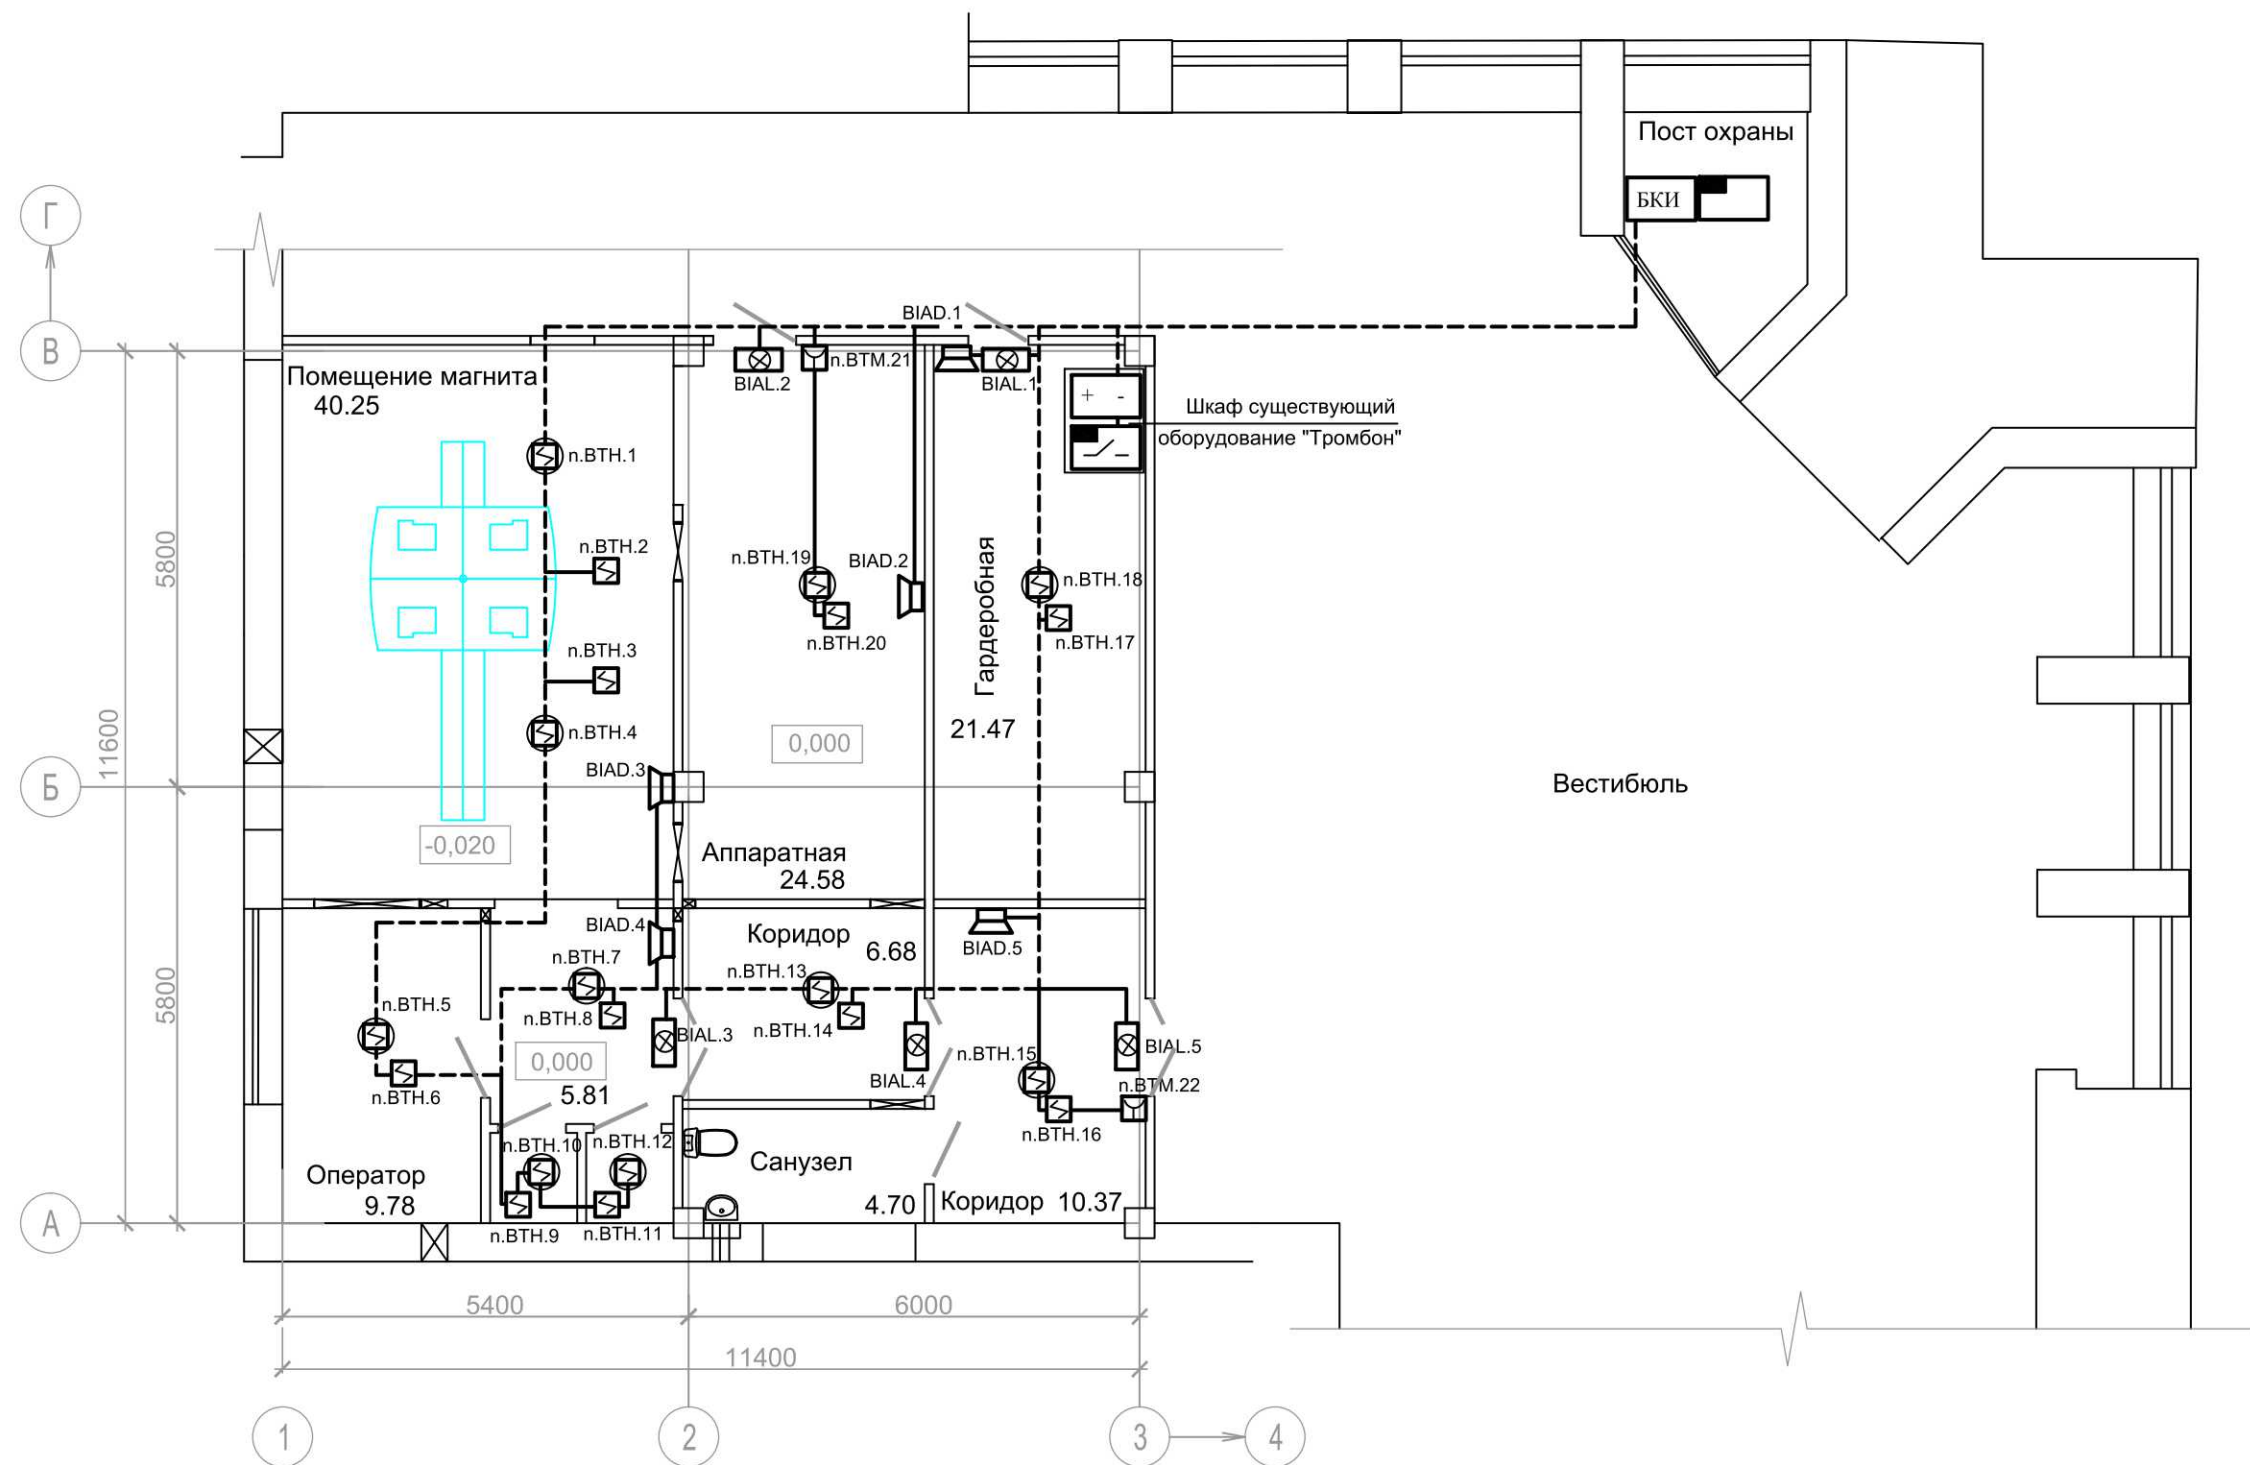 Пост охраны
БКИ
Г
В
BIAD.1
Помещение магнита
40.25
BIAL.2
n.BTM.21
BIAL.1
+ -
Шкаф существующий
оборудование "Тромбон"
n.BTH.1
n.BTH.2
n.BTH.19
BIAD.2
n.BTH.18
n.BTH.20
n.BTH.17
Гардеробная
21.47
5800
n.BTH.3
n.BTH.4
11600
0,000
BIAD.3
Б
Вестибюль
-0,020
Аппаратная
24.58
BIAD.4
Коридор
6.68
BIAD.5
n.BTH.7
n.BTH.13
5800
n.BTH.5
n.BTH.8
n.BTH.14
BIAL.3
n.BTH.15
BIAL.5
0,000
BIAL.4
n.BTM.22
n.BTH.6
5.81
n.BTH.10
n.BTH.12
n.BTH.16
Санузел
Оператор
9.78
4.70
Коридор 10.37
А
n.BTH.9
n.BTH.11
5400
6000
11400
1
2
3
4